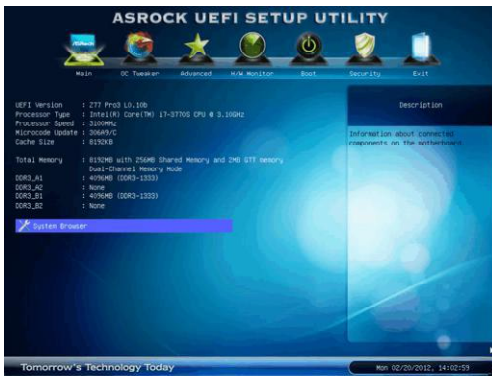 ASROCK UEFI SETUP UTILITY
Main OC Tweaker Advanced H/W Monitor Boot Security Exit
UEFI Version : Z77 Pro3 L0.10b
Processor Type : Intel(R) Core(TM) i7-3770S CPU @ 3.10GHz
Processor Speed : 3100MHz
Microcode Update : 306A9/C
Cache Size : 8192KB
Total Memory : 8192MB with 256MB Shared Memory and 2MB GTT memory
Dual-Channel Memory Mode
DDR3_A1 : 4096MB (DDR3-1333)
DDR3_A2 : None
DDR3_B1 : 4096MB (DDR3-1333)
DDR3_B2 : None
System Browser
Description
Information about connected
components on the motherboard.
Tomorrow's Technology Today
Mon 02/20/2012, 14:02:59